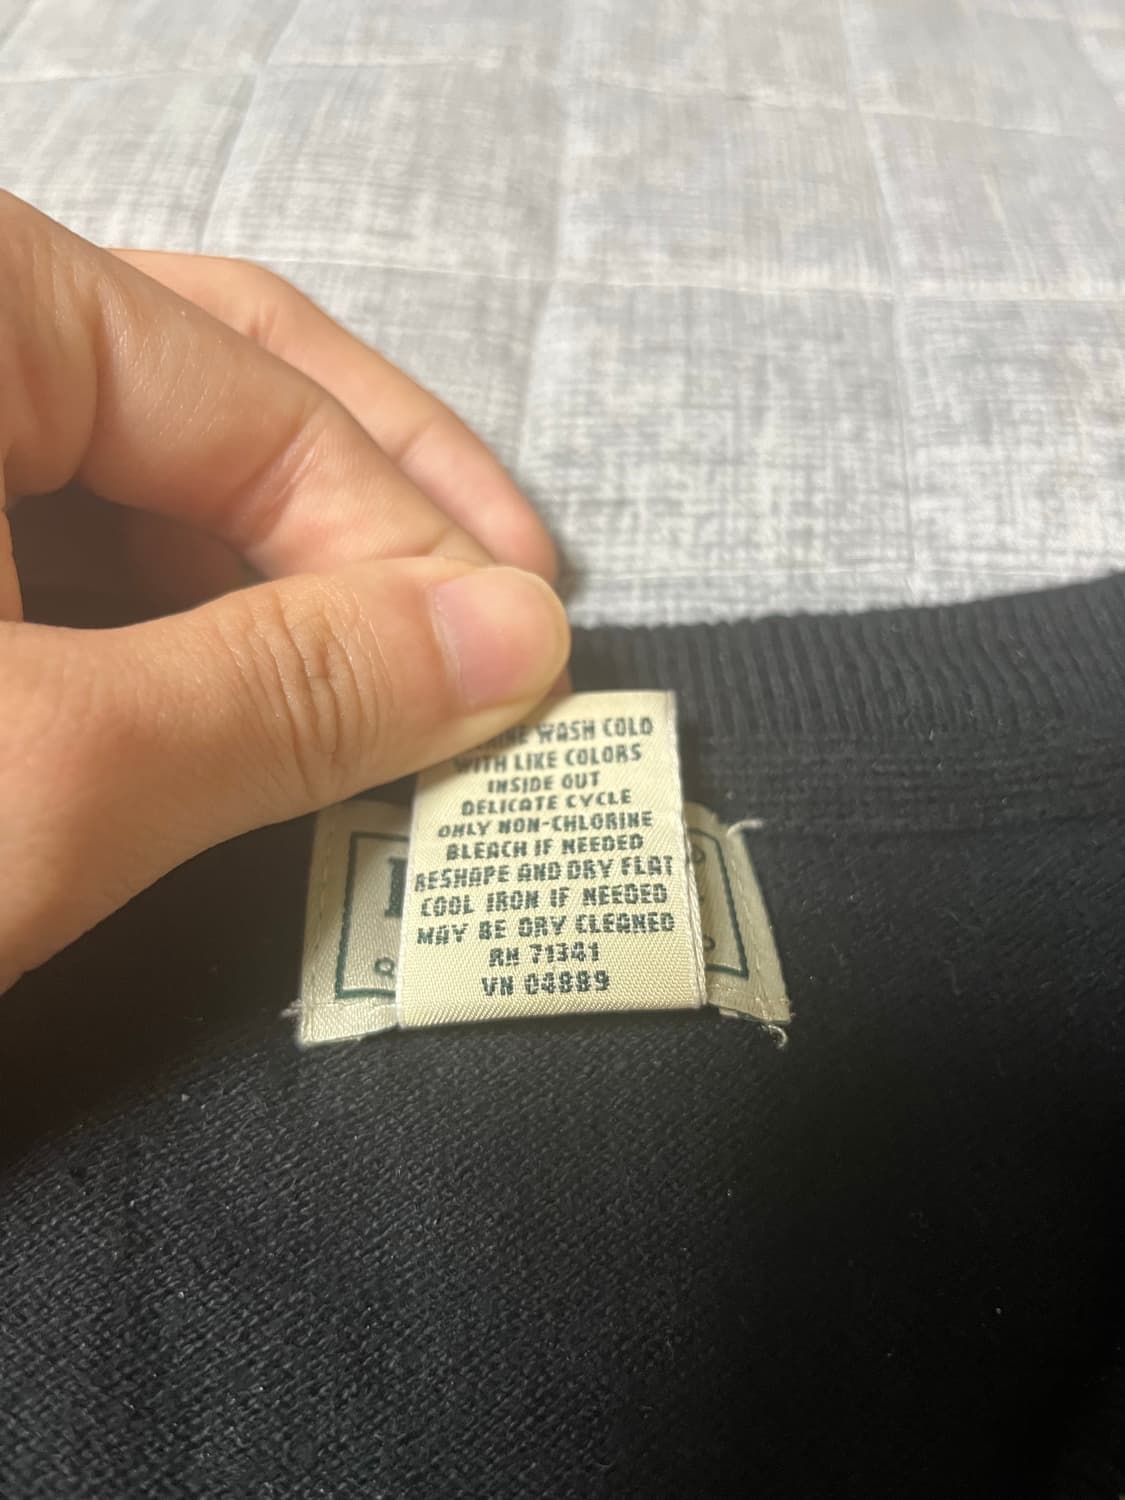 WASH COLD
WITH LIKE COLORS
INSIDE OUT
DELICATE CYCLE
ONLY NON-CHLORINE
BLEACH IF NEEDED
RESHAPE AND DRY FLAT
COOL IRON IF NEEDED
MAY BE DRY CLEANED
RN 71341
VN 04889